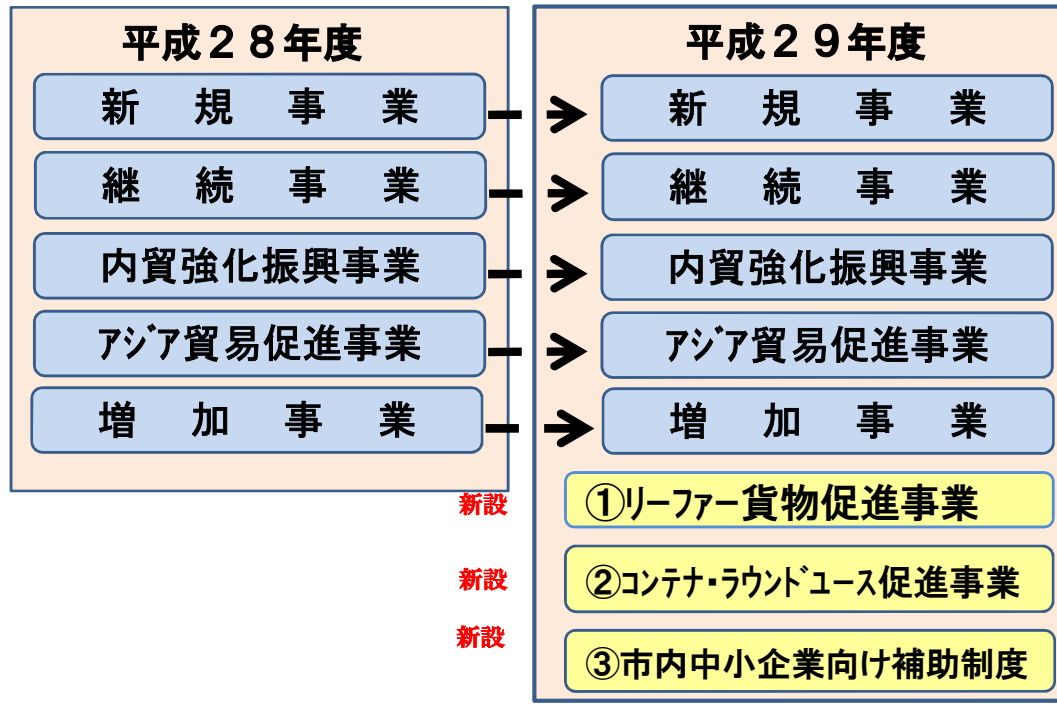 平成２８年度
新規事業
継続事業
内貿強化振興事業
ｱｼﾞｱ貿易促進事業
増加事業
平成２９年度
新規事業
継続事業
内貿強化振興事業
ｱｼﾞｱ貿易促進事業
増加事業
新設
①ﾘｰﾌｧｰ貨物促進事業
新設
②ｺﾝﾃﾅ・ﾗｳﾝﾄﾞﾕｰｽ促進事業
新設
③市内中小企業向け補助制度